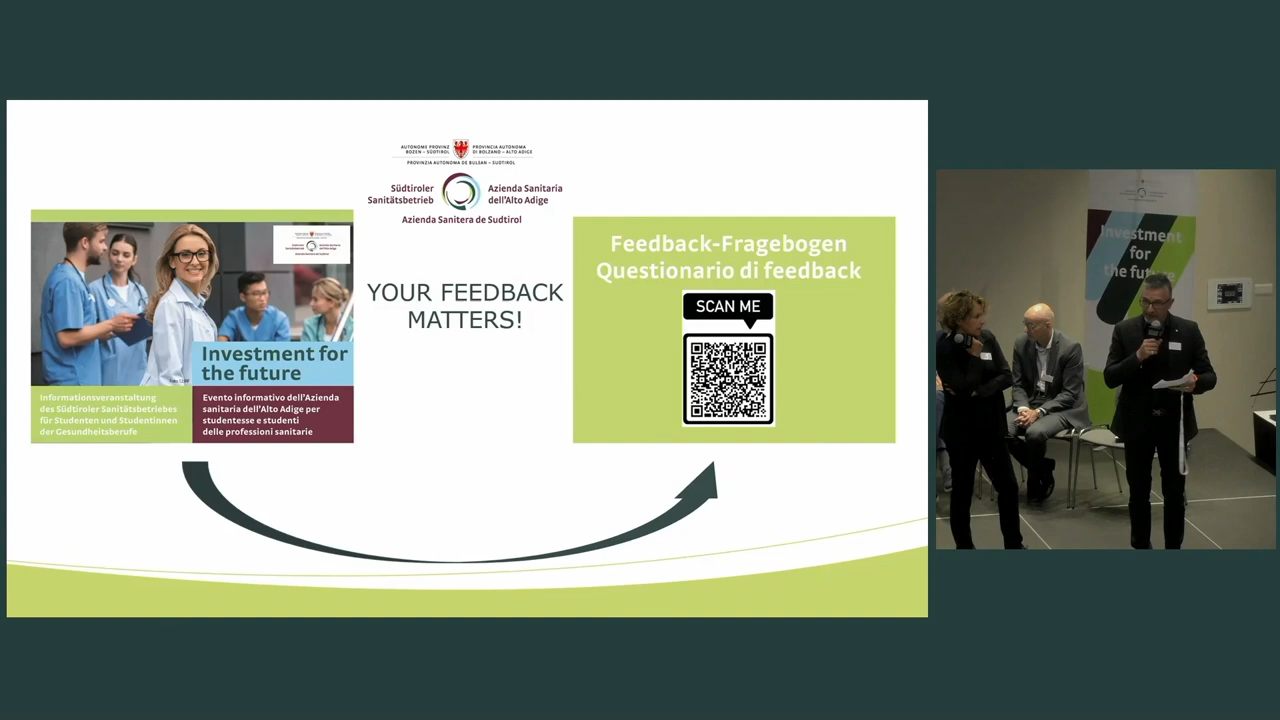 AUTONOME PROVINZ
BOZEN – SÜDTIROL
PROVINCIA AUTONOMA
DI BOLZANO – ALTO ADIGE
PROVINZIA AUTONOMA DE BULSAN – SUDTIROL
Südtiroler
Sanitätsbetrieb
Azienda Sanitaria
dell'Alto Adige
Azienda Sanitera de Sudtirol
Investment for
the future
Informationsveranstaltung
des Südtiroler Sanitätsbetriebes
für Studenten und Studentinnen
der Gesundheitsberufe
Evento informativo dell'Azienda
sanitaria dell'Alto Adige per
studentesse e studenti
delle professioni sanitarie
YOUR FEEDBACK
MATTERS!
Feedback-Fragebogen
Questionario di feedback
SCAN ME
Investment
for
the future